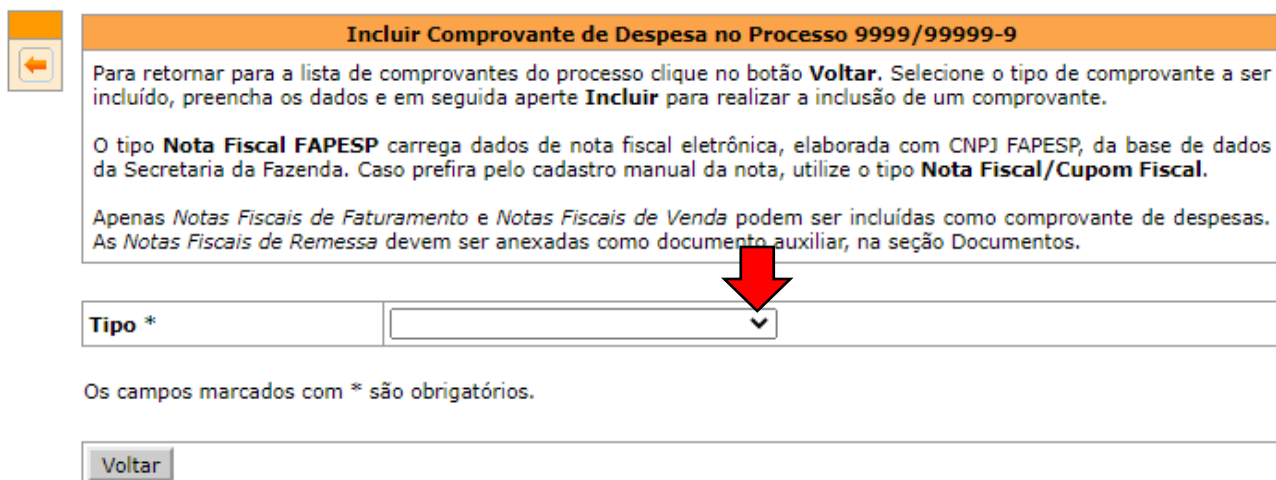 Incluir Comprovante de Despesa no Processo 9999/99999-9
Para retornar para a lista de comprovantes do processo clique no botão Voltar. Selecione o tipo de comprovante a ser
incluído, preencha os dados e em seguida aperte Incluir para realizar a inclusão de um comprovante.
O tipo Nota Fiscal FAPESP carrega dados de nota fiscal eletrônica, elaborada com CNPJ FAPESP, da base de dados
da Secretaria da Fazenda. Caso prefira pelo cadastro manual da nota, utilize o tipo Nota Fiscal/Cupom Fiscal.
Apenas Notas Fiscais de Faturamento e Notas Fiscais de Venda podem ser incluídas como comprovante de despesas.
As Notas Fiscais de Remessa devem ser anexadas como documento auxiliar, na seção Documentos.
Tipo *
Os campos marcados com * são obrigatórios.
Voltar